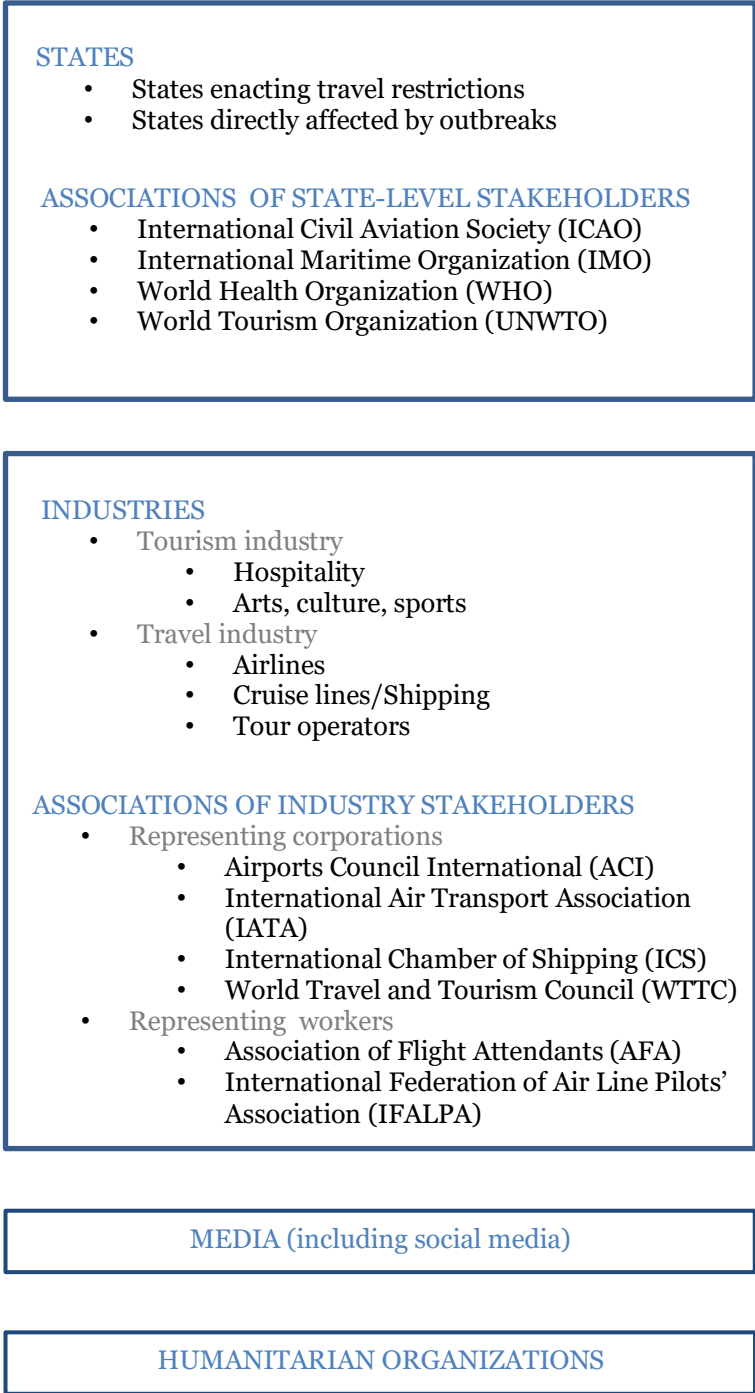 STATES
• States enacting travel restrictions
• States directly affected by outbreaks
ASSOCIATIONS OF STATE-LEVEL STAKEHOLDERS
• International Civil Aviation Society (ICAO)
• International Maritime Organization (IMO)
• World Health Organization (WHO)
• World Tourism Organization (UNWTO)
INDUSTRIES
• Tourism industry
• Hospitality
• Arts, culture, sports
• Travel industry
• Airlines
• Cruise lines/Shipping
• Tour operators
ASSOCIATIONS OF INDUSTRY STAKEHOLDERS
• Representing corporations
• Airports Council International (ACI)
• International Air Transport Association
(IATA)
• International Chamber of Shipping (ICS)
• World Travel and Tourism Council (WTTC)
• Representing workers
• Association of Flight Attendants (AFA)
• International Federation of Air Line Pilots’
Association (IFALPA)
MEDIA (including social media)
HUMANITARIAN ORGANIZATIONS